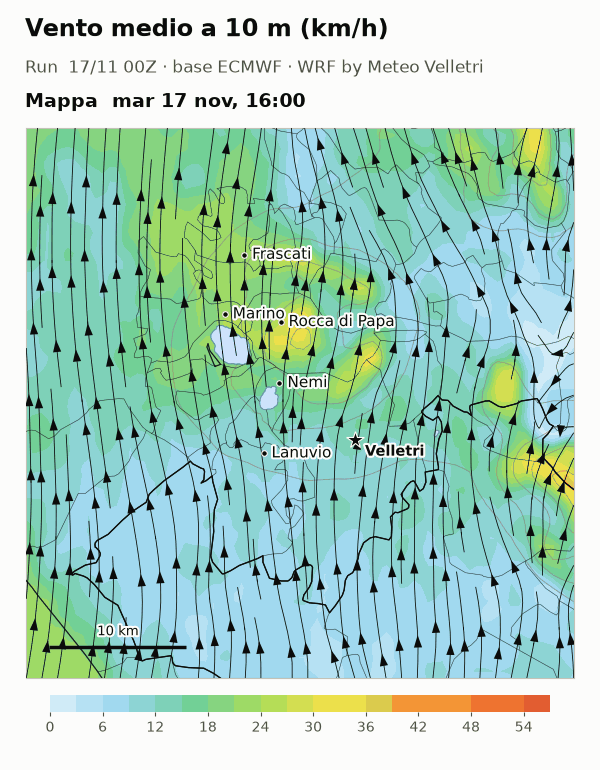 Vento medio a 10 m (km/h)
Run 17/11 00Z · base ECMWF · WRF by Meteo Velletri
Mappa mar 17 nov, 16:00
Frascati
Marino
Rocca di Papa
Nemi
Velletri
Lanuvio
10 km
0 6 12 18 24 30 36 42 48 54